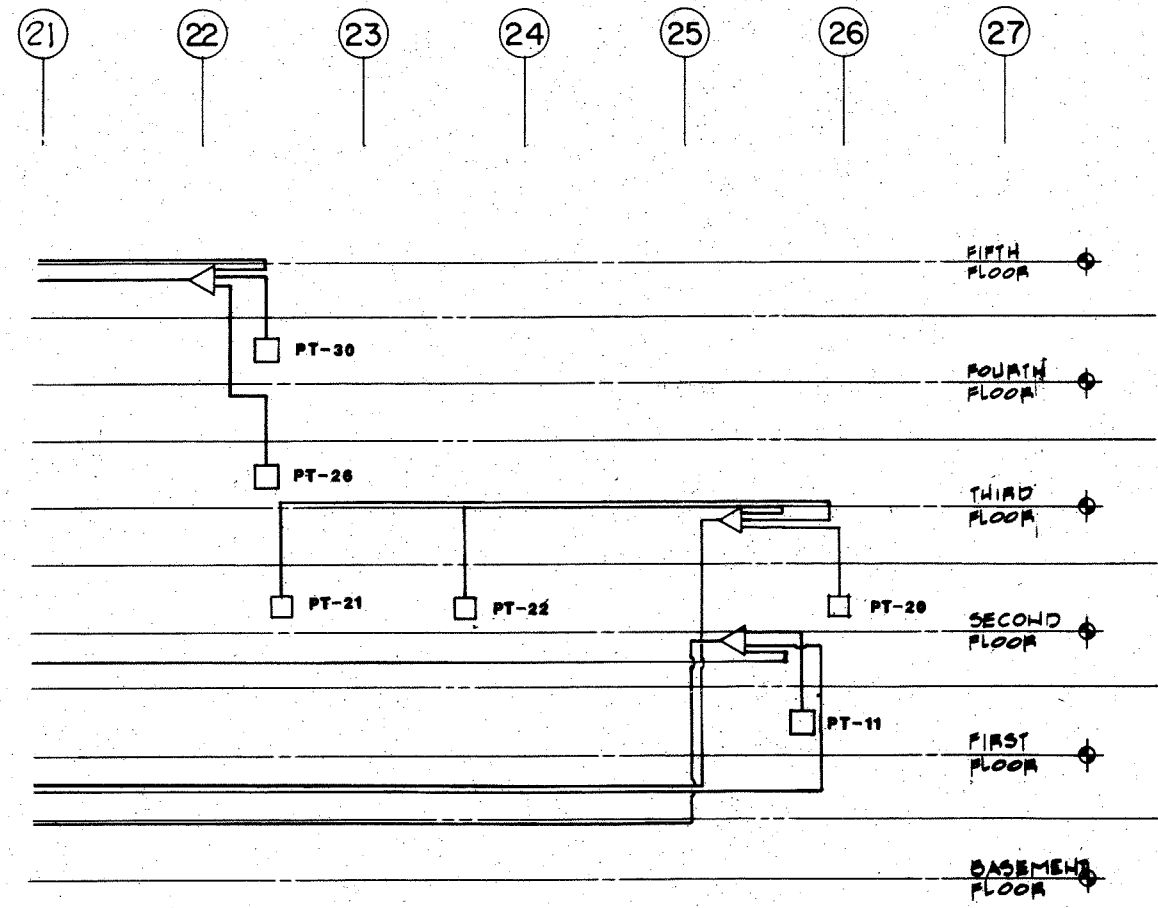 21 22 23 24 25 26 27
FIFTH
FLOOR
PT-30
FOURTH
FLOOR
PT-26
THIRD
FLOOR
PT-21
PT-22
PT-20
SECOND
FLOOR
PT-11
FIRST
FLOOR
BASEMENT
FLOOR